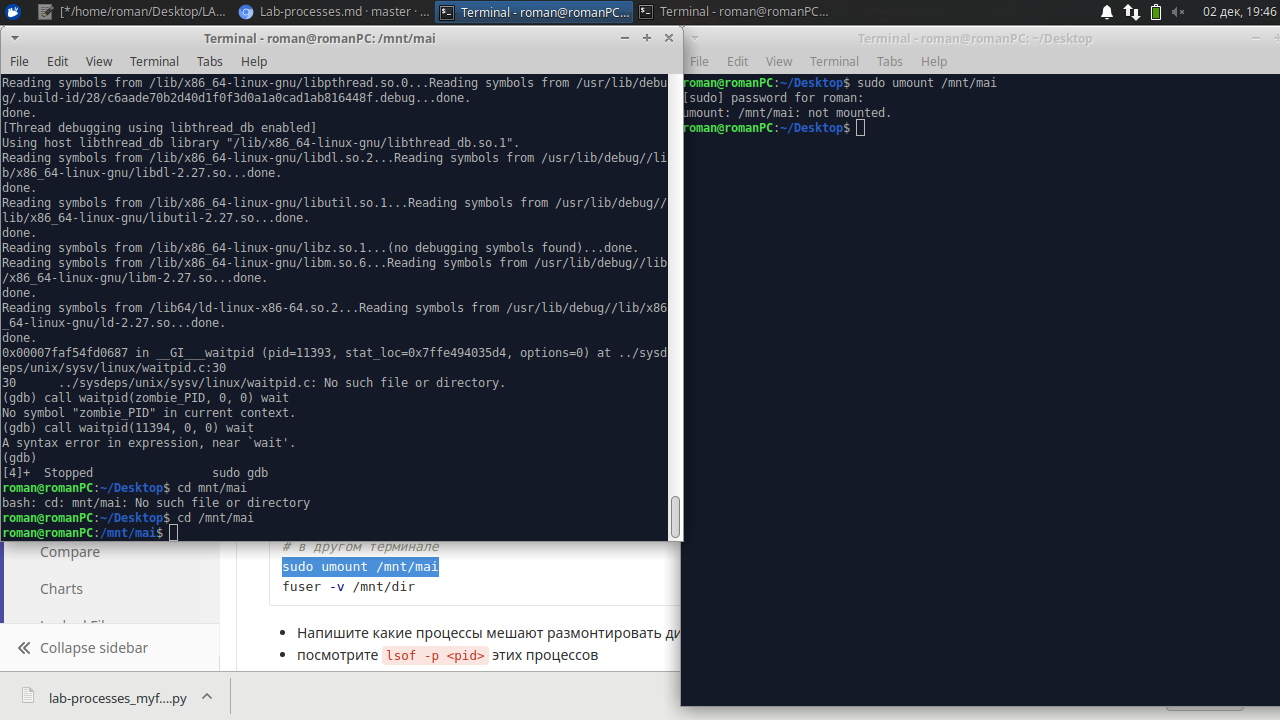 [*/home/roman/Desktop/LA...
Lab-processes.md · master · ...
Terminal - roman@romanPC...
Terminal - roman@romanPC...
02 дек, 19:46
Terminal - roman@romanPC: /mnt/mai
File Edit View Terminal Tabs Help
Reading symbols from /lib/x86_64-linux-gnu/libpthread.so.0...Reading symbols from /usr/lib/debu
g/.build-id/28/c6aade70b2d40d1f0f3d0a1a0cad1ab816448f.debug...done.
done.
[Thread debugging using libthread_db enabled]
Using host libthread_db library "/lib/x86_64-linux-gnu/libthread_db.so.1".
Reading symbols from /lib/x86_64-linux-gnu/libdl.so.2...Reading symbols from /usr/lib/debug//li
b/x86_64-linux-gnu/libdl-2.27.so...done.
done.
Reading symbols from /lib/x86_64-linux-gnu/libutil.so.1...Reading symbols from /usr/lib/debug//
lib/x86_64-linux-gnu/libutil-2.27.so...done.
done.
Reading symbols from /lib/x86_64-linux-gnu/libz.so.1...(no debugging symbols found)...done.
Reading symbols from /lib/x86_64-linux-gnu/libm.so.6...Reading symbols from /usr/lib/debug//lib
/x86_64-linux-gnu/libm-2.27.so...done.
done.
Reading symbols from /lib64/ld-linux-x86-64.so.2...Reading symbols from /usr/lib/debug//lib/x86
_64-linux-gnu/ld-2.27.so...done.
done.
0x00007faf54fd0687 in __GI___waitpid (pid=11393, stat_loc=0x7ffe494035d4, options=0) at ../sysd
eps/unix/sysv/linux/waitpid.c:30
30      ../sysdeps/unix/sysv/linux/waitpid.c: No such file or directory.
(gdb) call waitpid(zombie_PID, 0, 0) wait
No symbol "zombie_PID" in current context.
(gdb) call waitpid(11394, 0, 0) wait
A syntax error in expression, near `wait'.
(gdb)
[4]+  Stopped                 sudo gdb
roman@romanPC:~/Desktop$ cd mnt/mai
bash: cd: mnt/mai: No such file or directory
roman@romanPC:~/Desktop$ cd /mnt/mai
roman@romanPC:/mnt/mai$
Terminal - roman@romanPC: ~/Desktop
File Edit View Terminal Tabs Help
roman@romanPC:~/Desktop$ sudo umount /mnt/mai
[sudo] password for roman:
umount: /mnt/mai: not mounted.
roman@romanPC:~/Desktop$
Compare
Charts
Collapse sidebar
# в другом терминале
sudo umount /mnt/mai
fuser -v /mnt/dir
• Напишите какие процессы мешают размонтировать ди
• посмотрите lsof -p <pid> этих процессов
lab-processes_myf....py